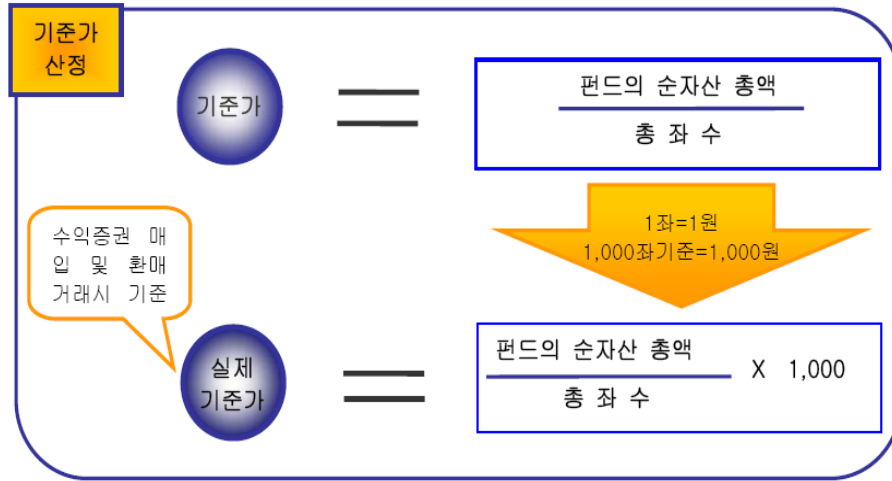 기준가
산정
기준가
=
펀드의 순자산 총액
총 좌 수
1좌=1원
1,000좌기준=1,000원
수익증권 매
입 및 환매
거래시 기준
실제
기준가
=
펀드의 순자산 총액
총 좌 수
X 1,000